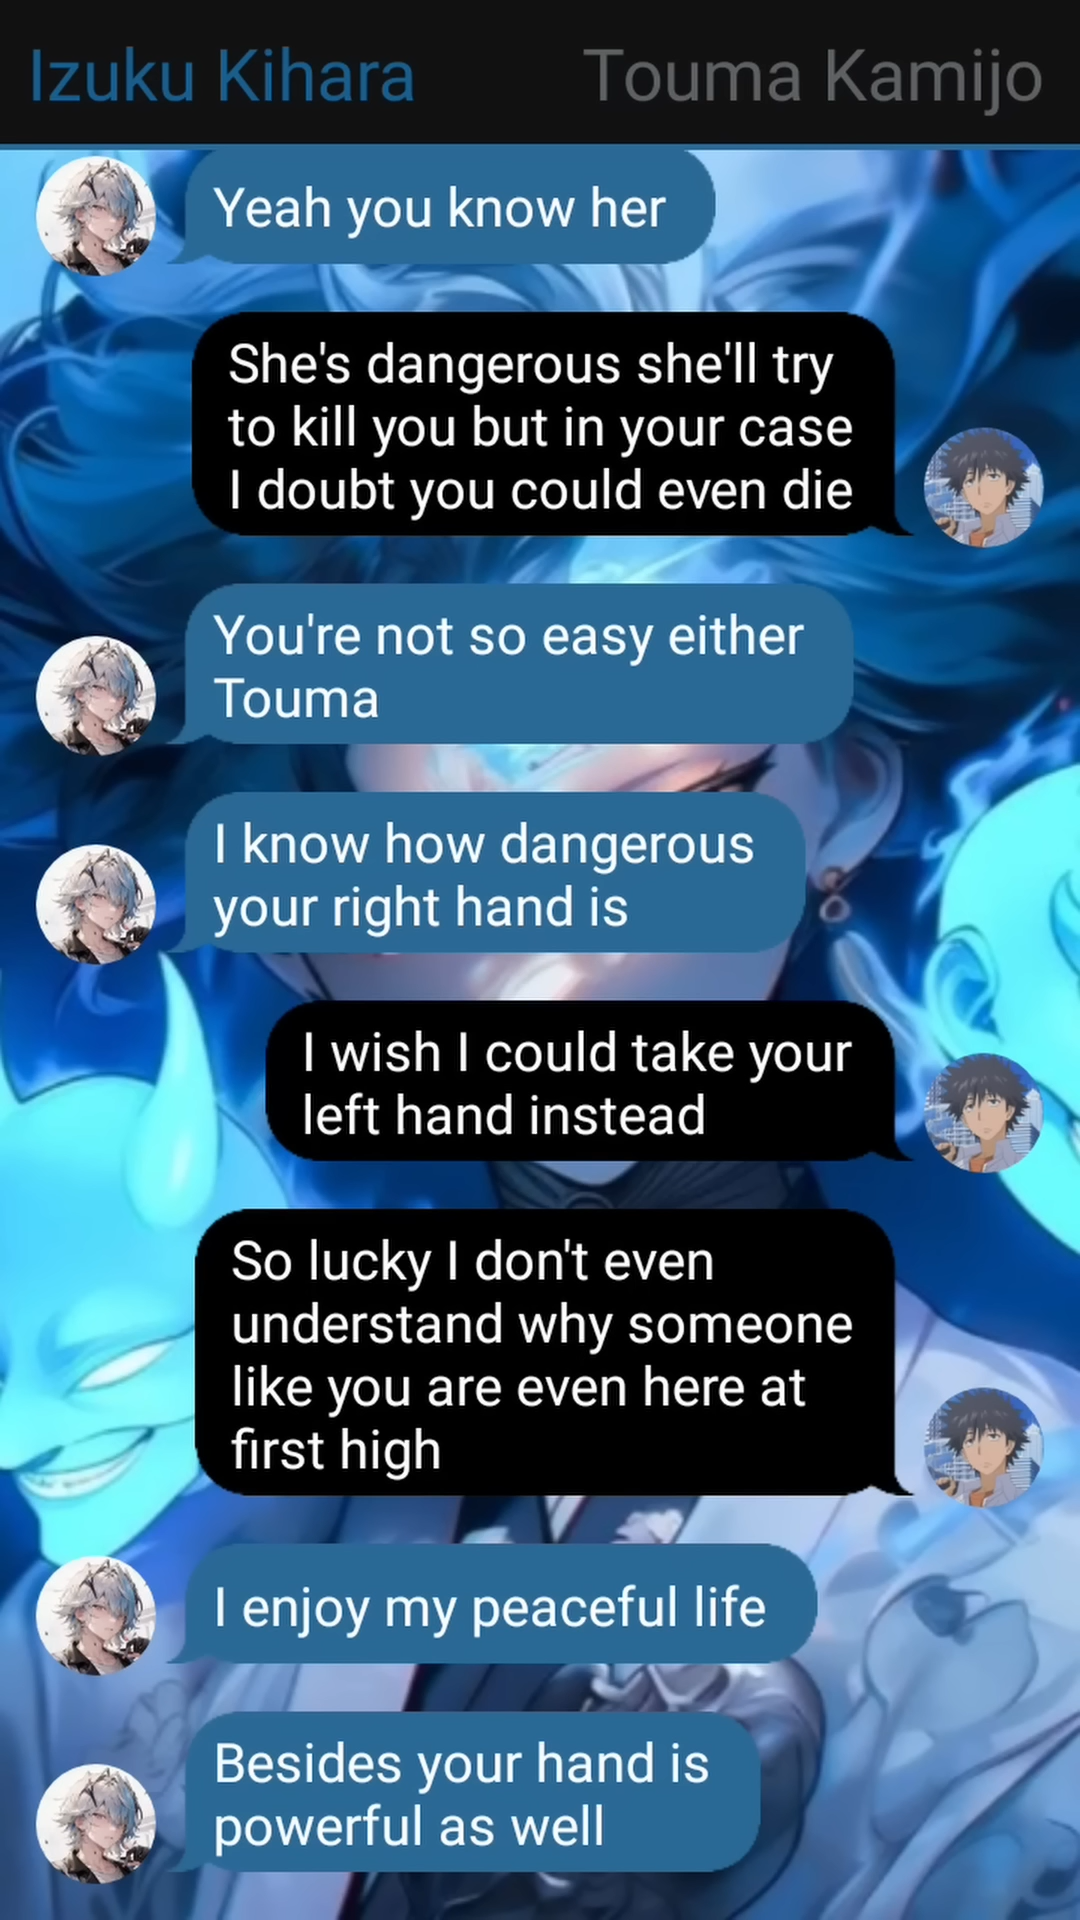 Izuku Kihara
Touma Kamijo
Yeah you know her
She's dangerous she'll try
to kill you but in your case
I doubt you could even die
You're not so easy either
Touma
I know how dangerous
your right hand is
I wish I could take your
left hand instead
So lucky I don't even
understand why someone
like you are even here at
first high
I enjoy my peaceful life
Besides your hand is
powerful as well